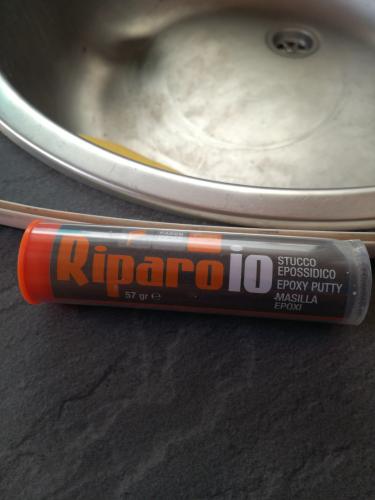 Riparo io
57 gr e
STUCCO
EPOSSIDICO
EPOXY PUTTY
MASILLA
EPOXI